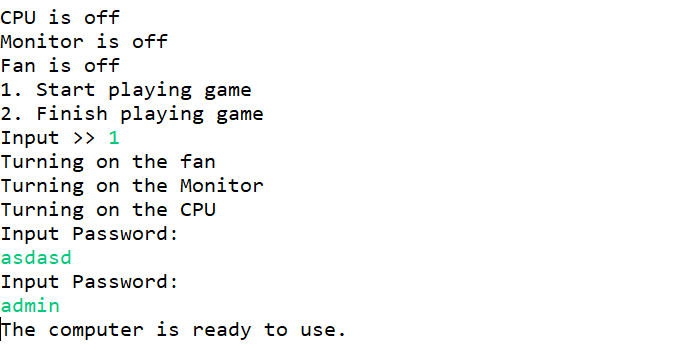 CPU is off
Monitor is off
Fan is off
1. Start playing game
2. Finish playing game
Input >> 1
Turning on the fan
Turning on the Monitor
Turning on the CPU
Input Password:
asdasd
Input Password:
admin
The computer is ready to use.